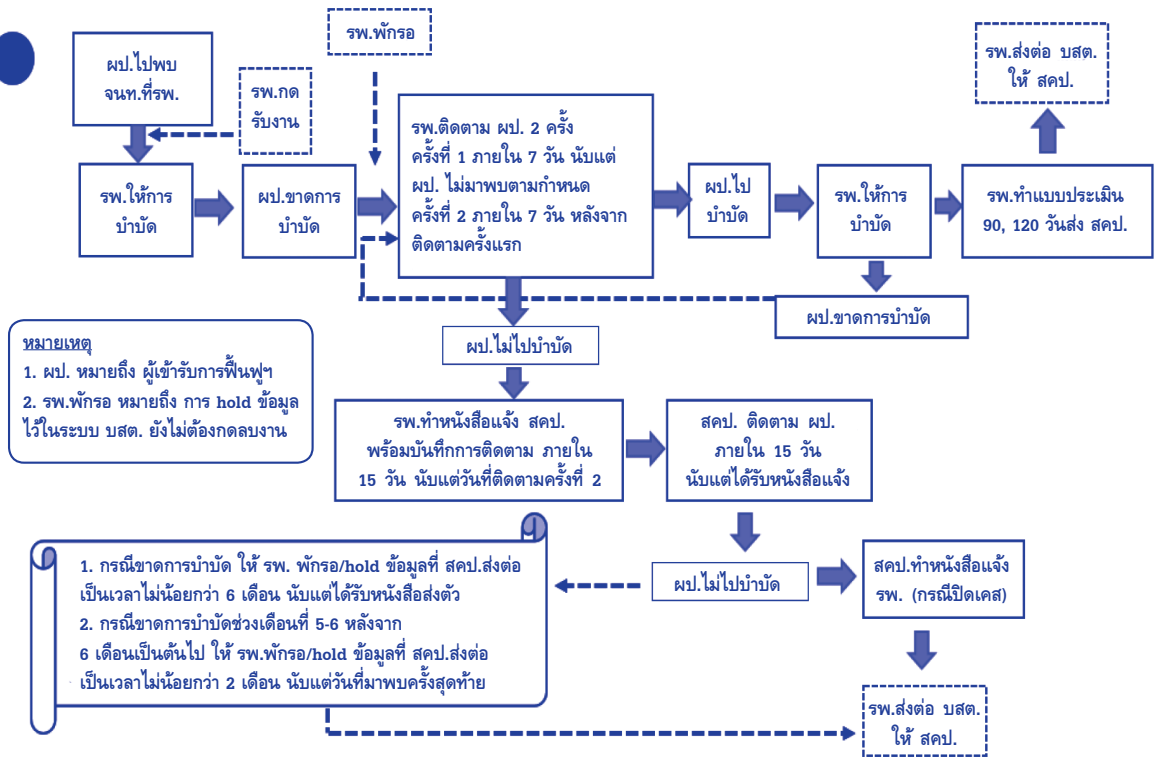 รพ.พักรอ
ผป.ไปพบ
จนท.ที่รพ.
รพ.กด
รับงาน
รพ.ส่งต่อ บสต.
ให้ สคป.
รพ.ให้การ
บำบัด
ผป.ขาดการ
บำบัด
รพ.ติดตาม ผป. 2 ครั้ง
ครั้งที่ 1 ภายใน 7 วัน นับแต่
ผป. ไม่มาพบตามกำหนด
ครั้งที่ 2 ภายใน 7 วัน หลังจาก
ติดตามครั้งแรก
ผป.ไป
บำบัด
รพ.ให้การ
บำบัด
รพ.ทำแบบประเมิน
90, 120 วันส่ง สคป.
ผป.ขาดการบำบัด
ผป.ไม่ไปบำบัด
หมายเหตุ
1. ผป. หมายถึง ผู้เข้ารับการฟื้นฟูฯ
2. รพ.พักรอ หมายถึง การ hold ข้อมูล
ไว้ในระบบ บสต. ยังไม่ต้องกดลบงาน
รพ.ทำหนังสือแจ้ง สคป.
พร้อมบันทึกการติดตาม ภายใน
15 วัน นับแต่วันที่ติดตามครั้งที่ 2
สคป. ติดตาม ผป.
ภายใน 15 วัน
นับแต่ได้รับหนังสือแจ้ง
1. กรณีขาดการบำบัด ให้ รพ. พักรอ/hold ข้อมูลที่ สคป.ส่งต่อ
เป็นเวลาไม่น้อยกว่า 6 เดือน นับแต่ได้รับหนังสือส่งตัว
2. กรณีขาดการบำบัดช่วงเดือนที่ 5-6 หลังจาก
6 เดือนเป็นต้นไป ให้ รพ.พักรอ/hold ข้อมูลที่ สคป.ส่งต่อ
เป็นเวลาไม่น้อยกว่า 2 เดือน นับแต่วันที่มาพบครั้งสุดท้าย
ผป.ไม่ไปบำบัด
สคป.ทำหนังสือแจ้ง
รพ. (กรณีปิดเคส)
รพ.ส่งต่อ บสต.
ให้ สคป.